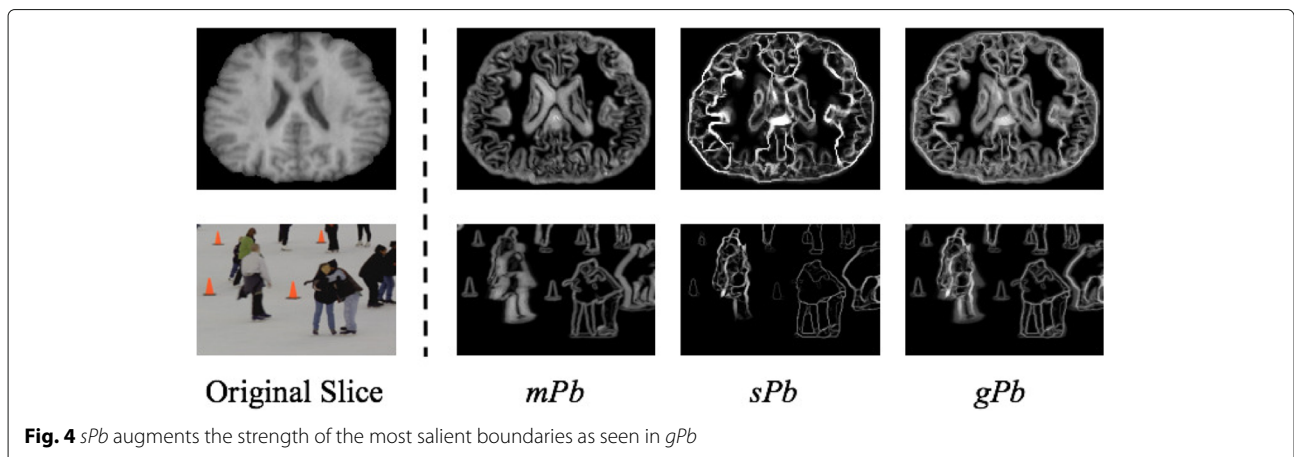 Original Slice mPb sPb gPb
Fig. 4 sPb augments the strength of the most salient boundaries as seen in gPb